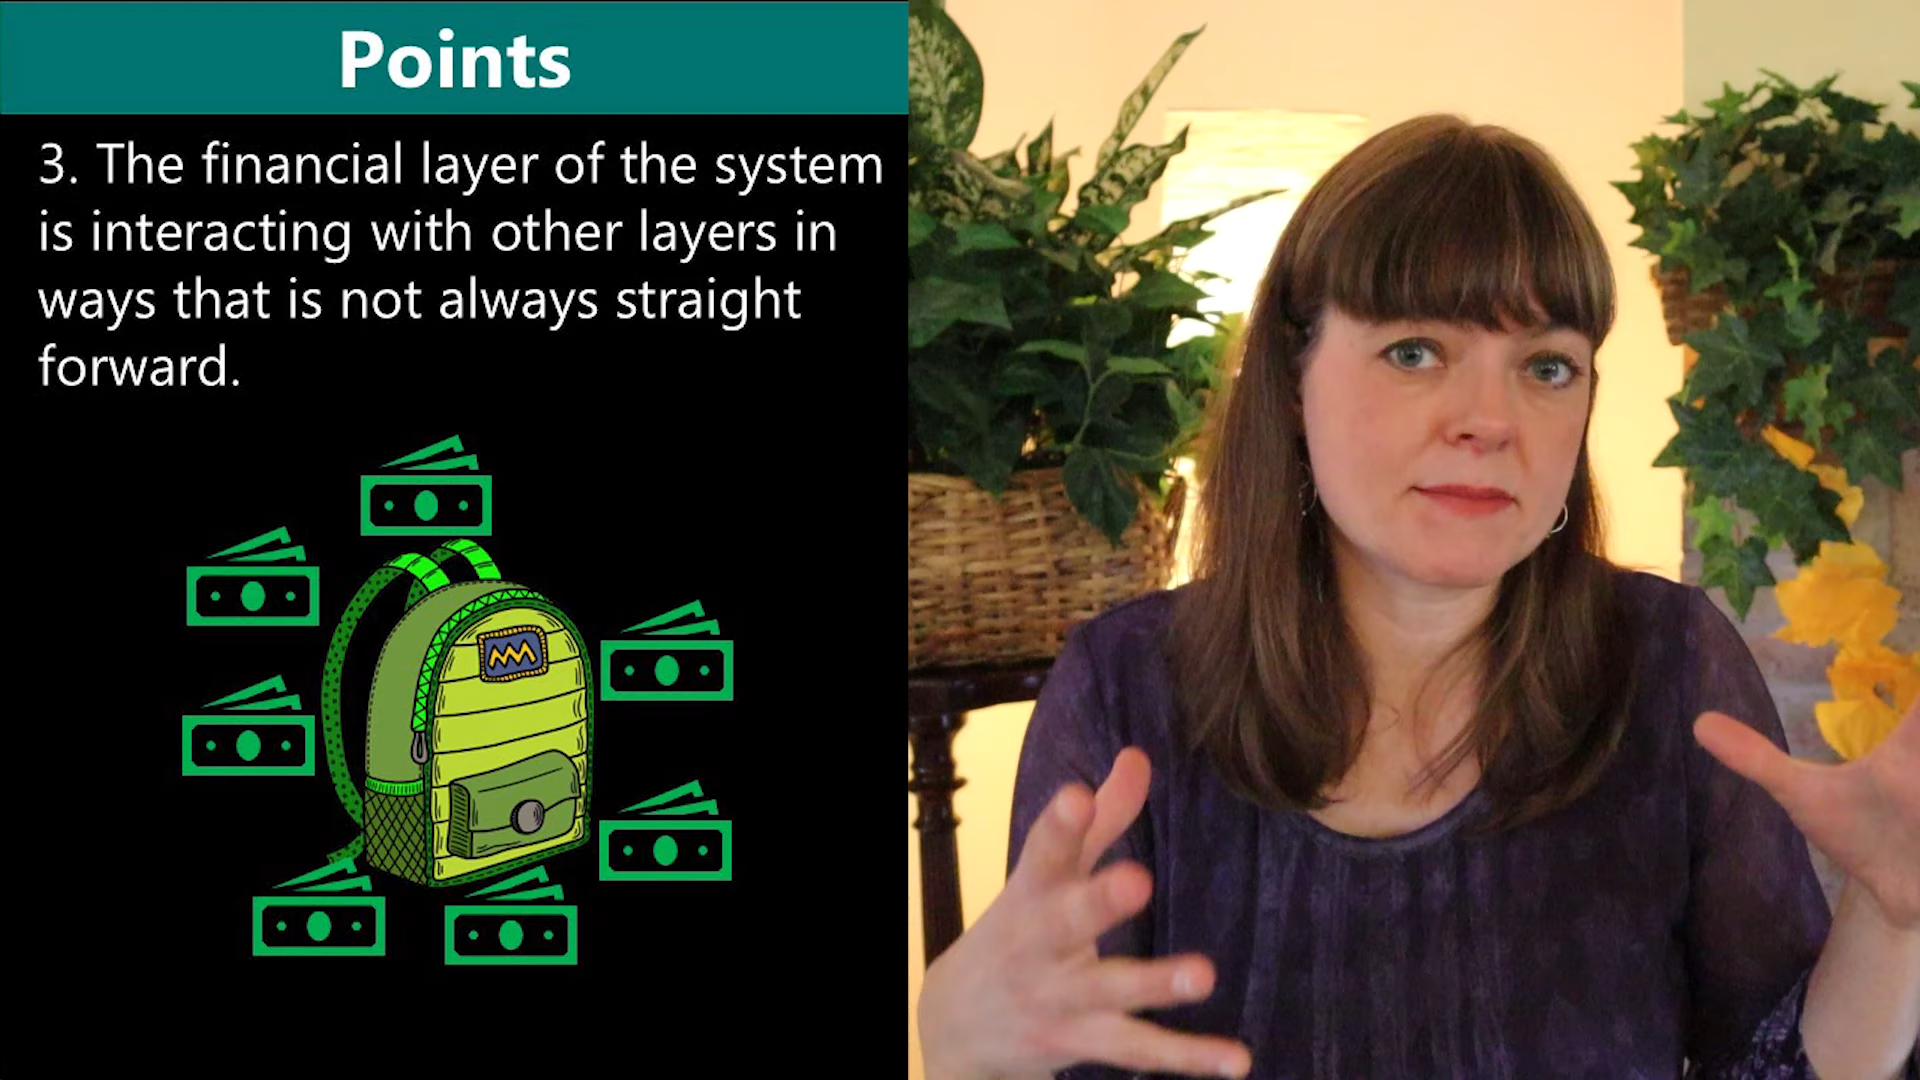 Points
3. The financial layer of the system
is interacting with other layers in
ways that is not always straight
forward.